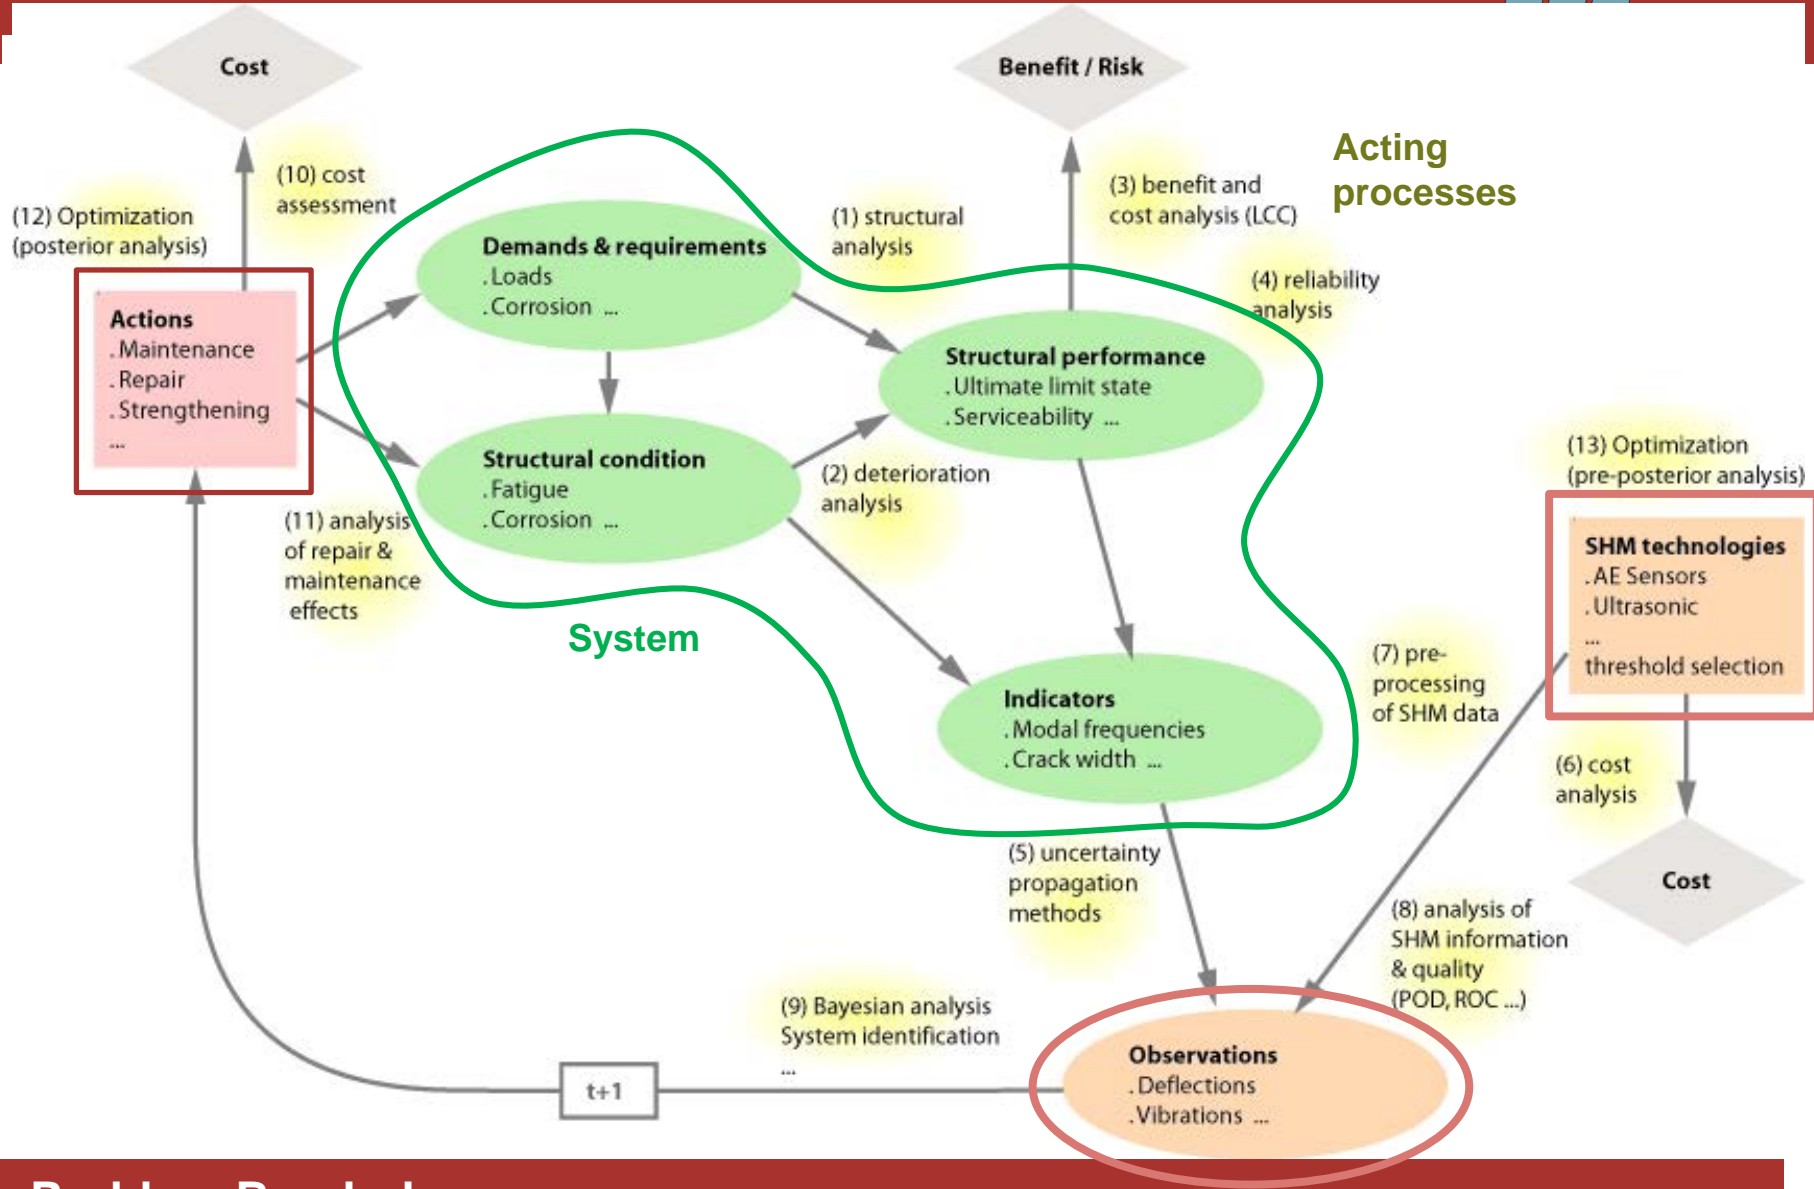 Cost
Benefit / Risk
Acting
processes
(10) cost
assessment
(12) Optimization
(posterior analysis)
(1) structural
analysis
(3) benefit and
cost analysis (LCC)
(4) reliability
analysis
Demands & requirements
. Loads
. Corrosion ...
Actions
. Maintenance
. Repair
. Strengthening
...
Structural performance
. Ultimate limit state
. Serviceability ...
Structural condition
. Fatigue
. Corrosion ...
(2) deterioration
analysis
(11) analysis
of repair &
maintenance
effects
System
(13) Optimization
(pre-posterior analysis)
SHM technologies
. AE Sensors
. Ultrasonic
...
threshold selection
(7) pre-
processing
of SHM data
Indicators
. Modal frequencies
. Crack width ...
(6) cost
analysis
Cost
(5) uncertainty
propagation
methods
(8) analysis of
SHM information
& quality
(POD, ROC ...)
(9) Bayesian analysis
System identification
...
t+1
Observations
. Deflections
. Vibrations ...